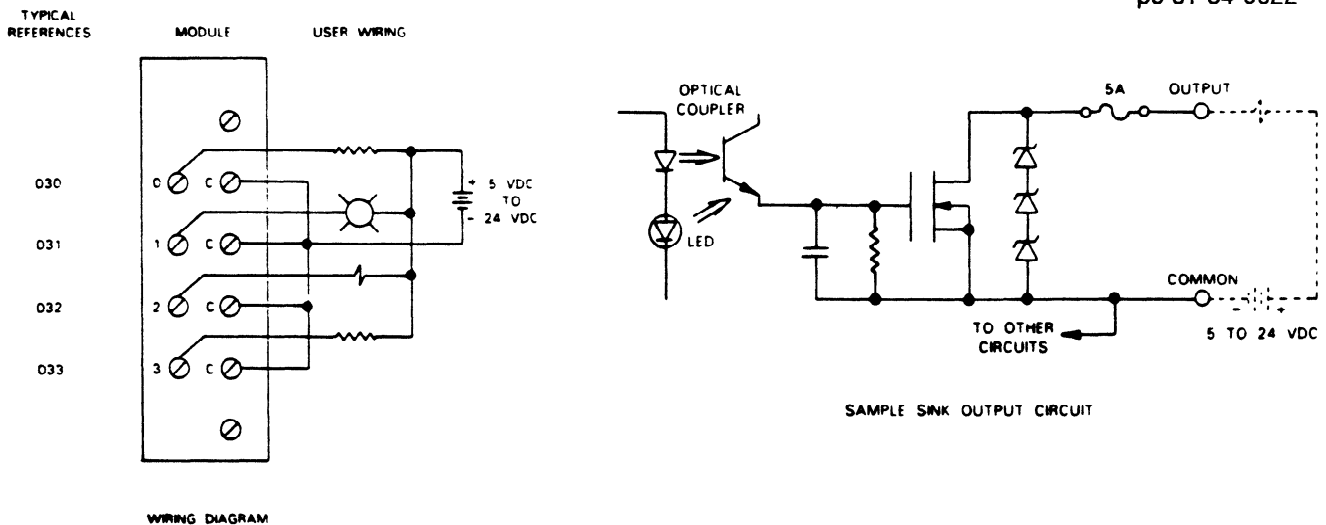 TYPICAL
REFERENCES
MODULE
USER WIRING
030
031
032
033
0 C
1 C
2 C
3 C
+ 5 VDC
TO
- 24 VDC
WIRING DIAGRAM
OPTICAL
COUPLER
LED
5A
OUTPUT
COMMON
- +
5 TO 24 VDC
TO OTHER
CIRCUITS
SAMPLE SINK OUTPUT CIRCUIT